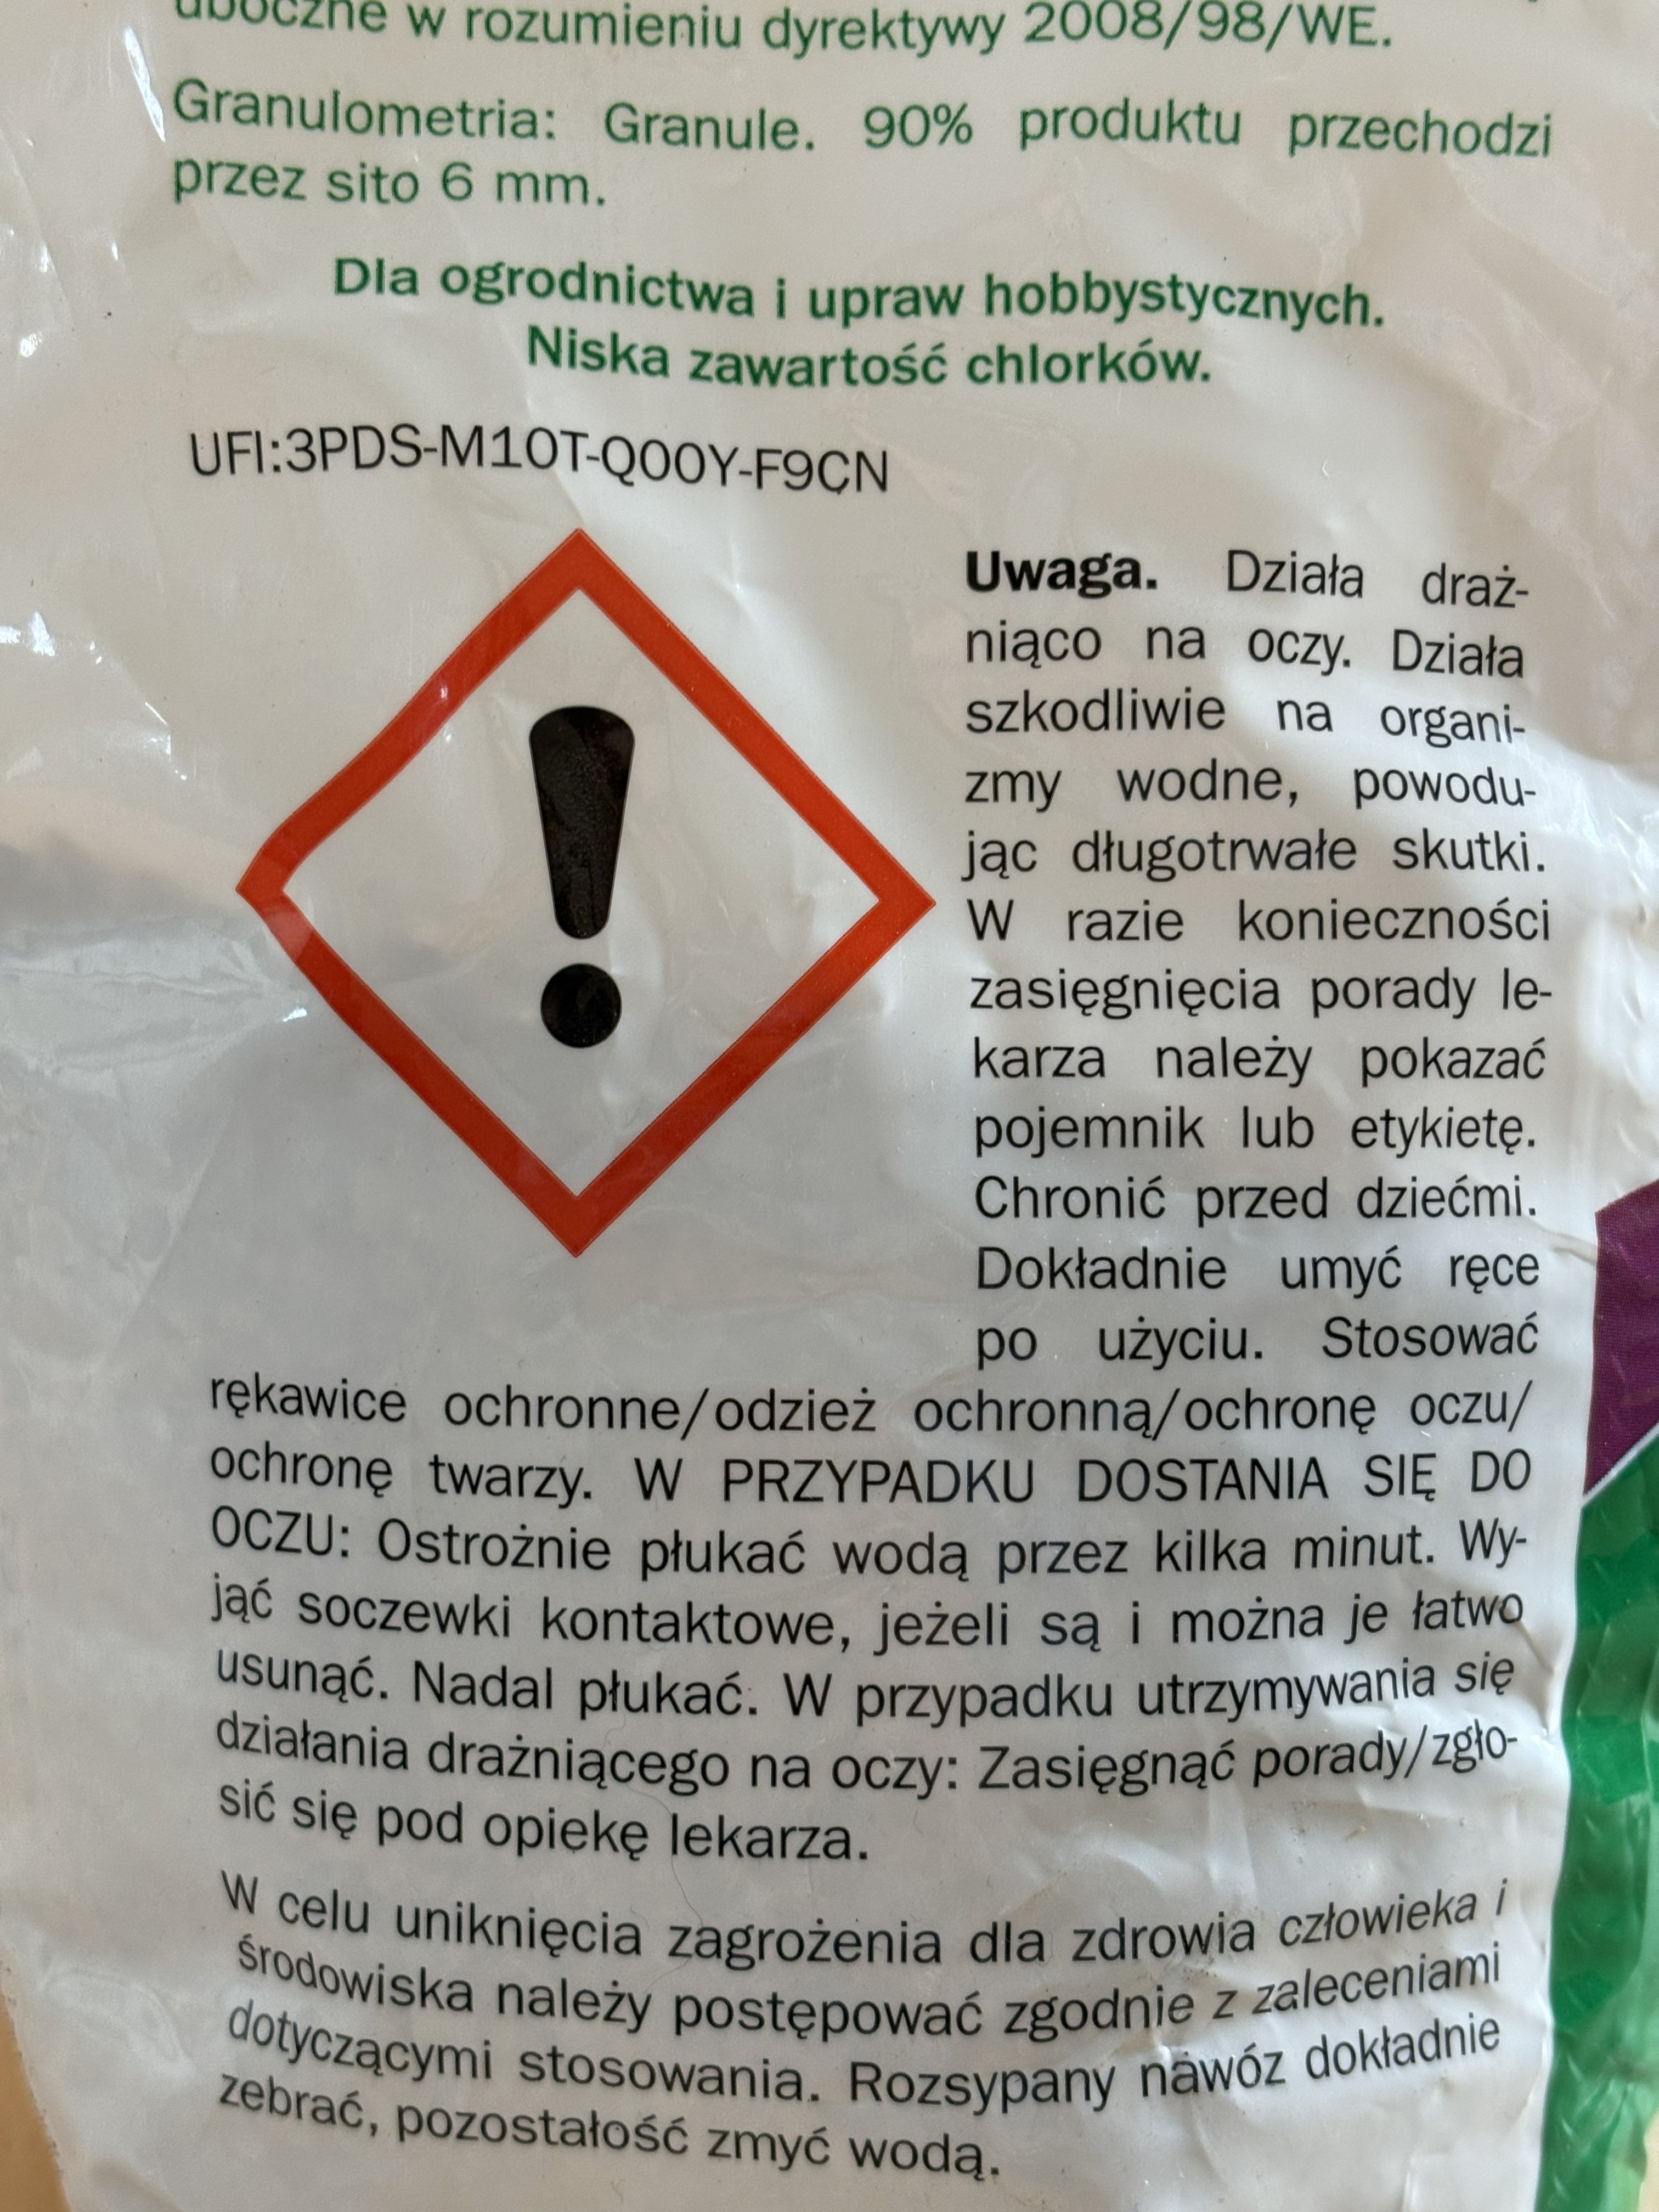 uboczne w rozumieniu dyrektywy 2008/98/WE.
Granulometria: Granule. 90% produktu przechodzi
przez sito 6 mm.
Dla ogrodnictwa i upraw hobbystycznych.
Niska zawartość chlorków.
UFI:3PDS-M10T-Q00Y-F9CN
Uwaga. Działa draż-
niąco na oczy. Działa
szkodliwie na organi-
zmy wodne, powodu-
jąc długotrwałe skutki.
W razie konieczności
zasięgnięcia porady le-
karza należy pokazać
pojemnik lub etykietę.
Chronić przed dziećmi.
Dokładnie umyć ręce
po użyciu. Stosować
rękawice ochronne/odzież ochronną/ochronę oczu/
ochronę twarzy. W PRZYPADKU DOSTANIA SIĘ DO
OCZU: Ostrożnie płukać wodą przez kilka minut. Wy-
jąć soczewki kontaktowe, jeżeli są i można je łatwo
usunąć. Nadal płukać. W przypadku utrzymywania się
działania drażniącego na oczy: Zasięgnąć porady/zgło-
sić się pod opiekę lekarza.
W celu uniknięcia zagrożenia dla zdrowia człowieka i
środowiska należy postępować zgodnie z zaleceniami
dotyczącymi stosowania. Rozsypany nawóz dokładnie
zebrać, pozostałość zmyć wodą.